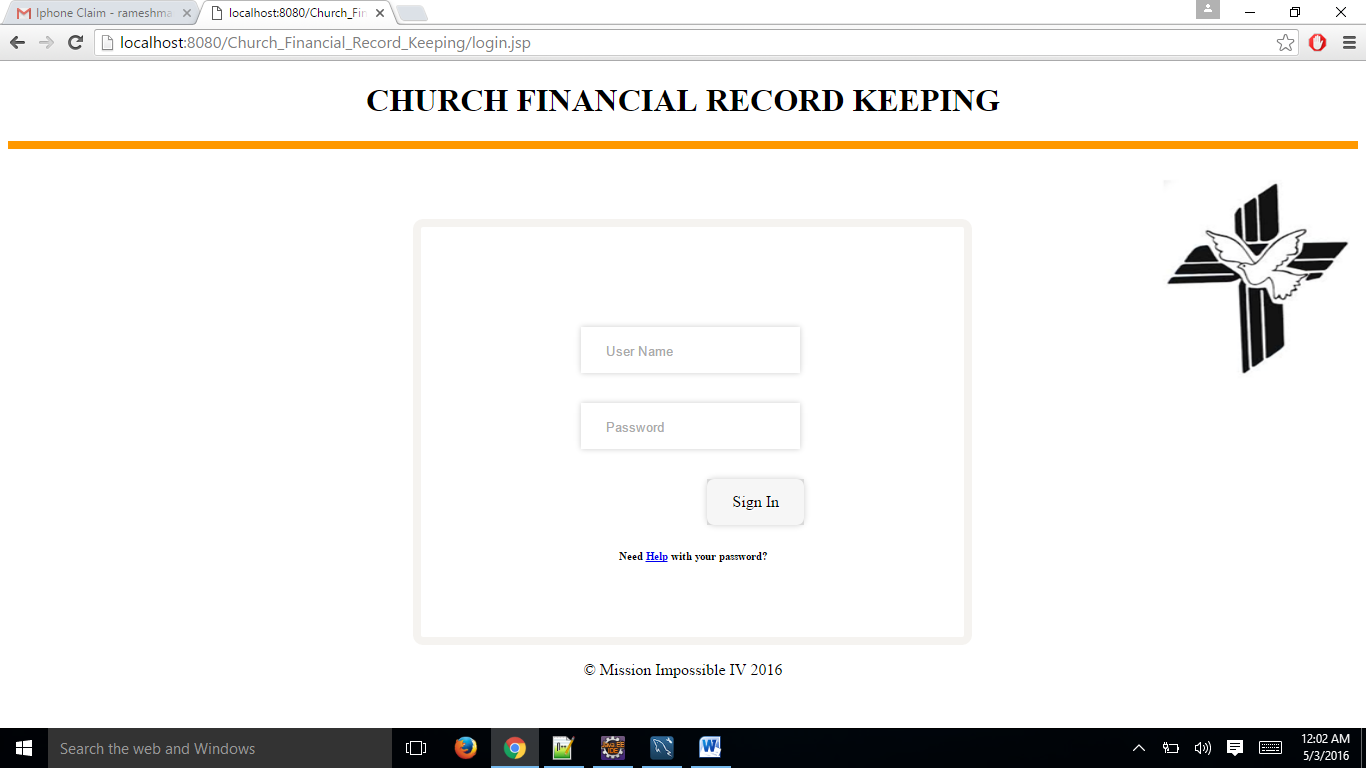 Iphone Claim - rameshma
localhost:8080/Church_Fin
localhost:8080/Church_Financial_Record_Keeping/login.jsp
CHURCH FINANCIAL RECORD KEEPING
User Name
Password
Sign In
Need Help with your password?
© Mission Impossible IV 2016
Search the web and Windows
12:02 AM
5/3/2016